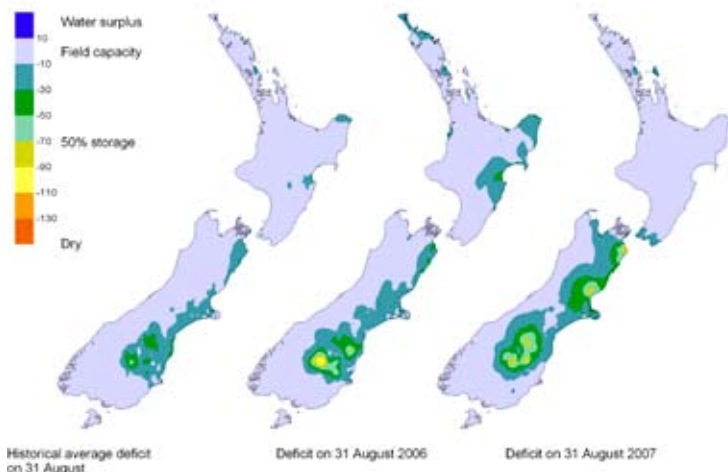 Water surplus
10
Field capacity
-10
-30
-50
50% storage
-70
-90
-110
-130
Dry
Historical average deficit
on 31 August
Deficit on 31 August 2006
Deficit on 31 August 2007